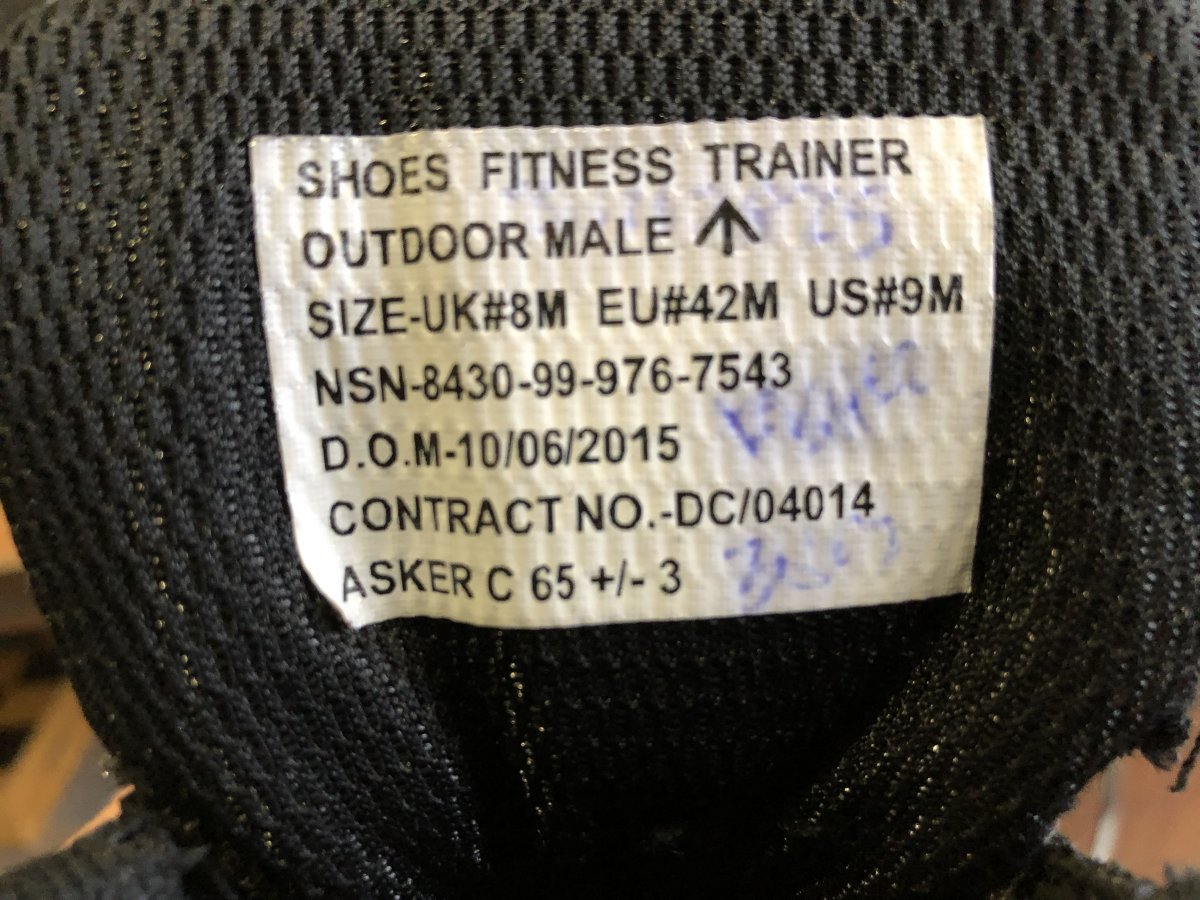 SHOES FITNESS TRAINER
OUTDOOR MALE ↑
SIZE-UK#8M EU#42M US#9M
NSN-8430-99-976-7543
D.O.M-10/06/2015
CONTRACT NO.-DC/04014
ASKER C 65 +/- 3